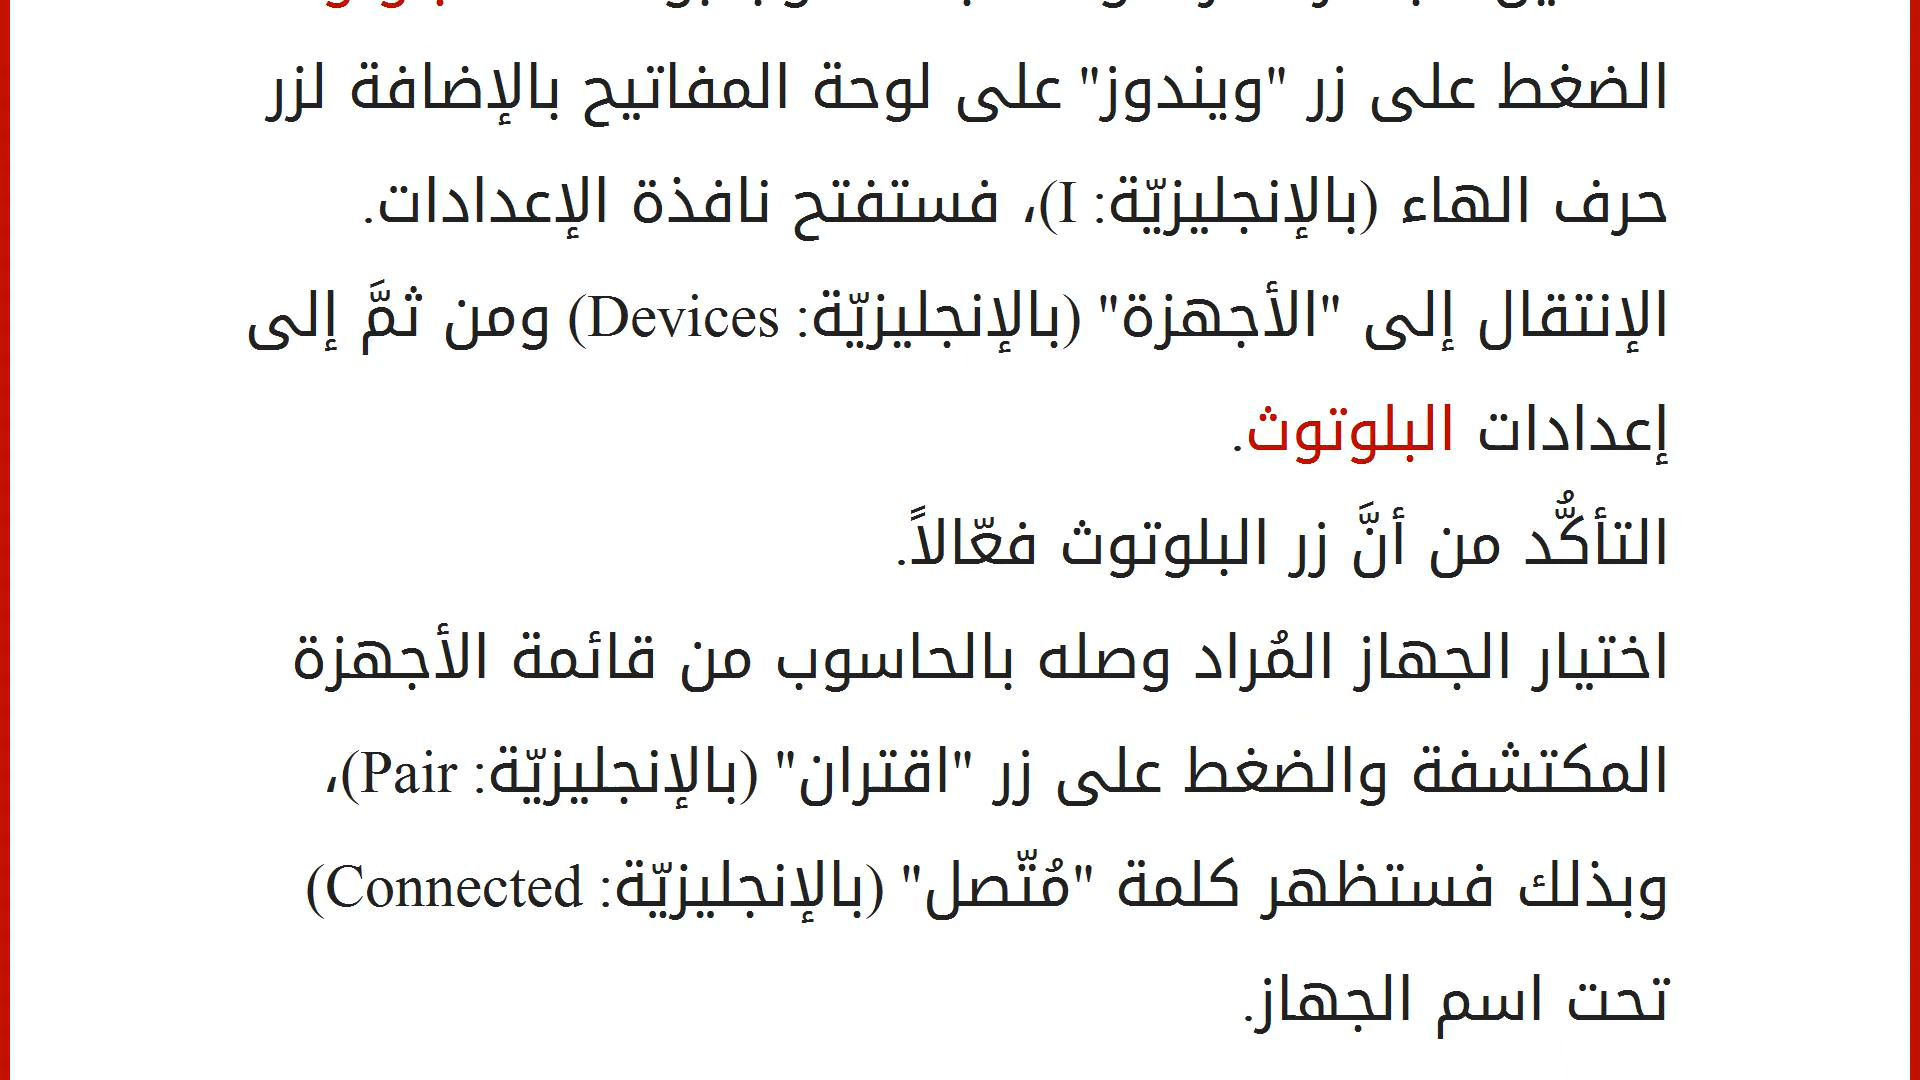 الضغط على زر "ويندوز" على لوحة المفاتيح بالإضافة لزر
حرف الهاء (بالإنجليزيّة: I)، فستفتح نافذة الإعدادات.
الإنتقال إلى "الأجهزة" (بالإنجليزيّة: Devices) ومن ثمَّ إلى
إعدادات البلوتوث.
التأكُّد من أنَّ زر البلوتوث فعّالاً.
اختيار الجهاز المُراد وصله بالحاسوب من قائمة الأجهزة
المكتشفة والضغط على زر "اقتران" (بالإنجليزيّة: Pair)،
وبذلك فستظهر كلمة "مُتّصل" (بالإنجليزيّة: Connected)
تحت اسم الجهاز.